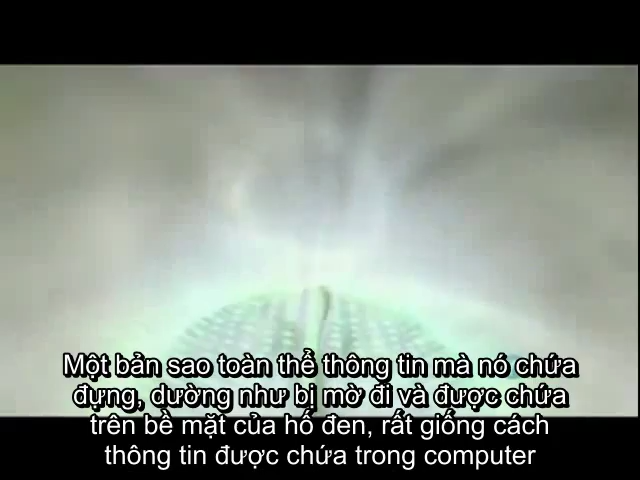 Một bản sao toàn thể thông tin mà nó chứa
đựng, dường như bị mờ đi và được chứa
trên bề mặt của hố đen, rất giống cách
thông tin được chứa trong computer